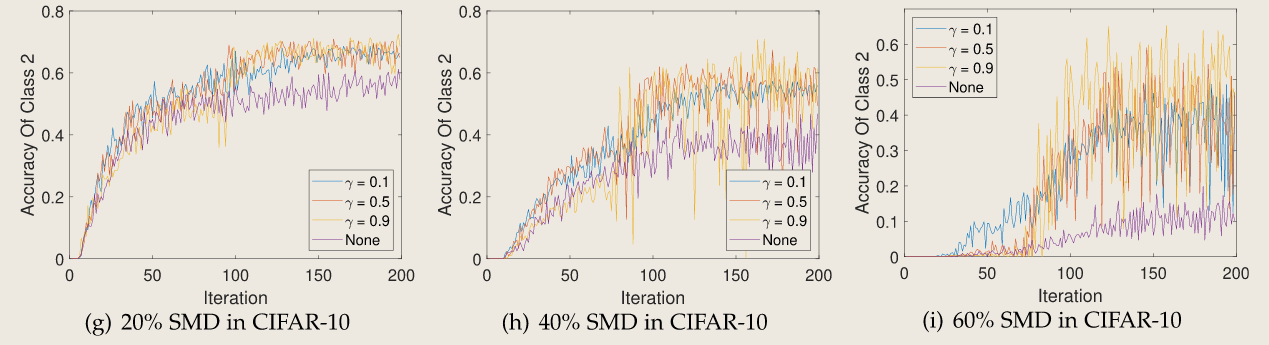 Accuracy Of Class 2
0.8
0.6
0.4
0.2
0
γ = 0.1
γ = 0.5
γ = 0.9
None
0 50 100 150 200
Iteration
(g) 20% SMD in CIFAR-10
Accuracy Of Class 2
0.8
0.6
0.4
0.2
0
γ = 0.1
γ = 0.5
γ = 0.9
None
0 50 100 150 200
Iteration
(h) 40% SMD in CIFAR-10
Accuracy Of Class 2
0.6
0.5
0.4
0.3
0.2
0.1
0
γ = 0.1
γ = 0.5
γ = 0.9
None
0 50 100 150 200
Iteration
(i) 60% SMD in CIFAR-10